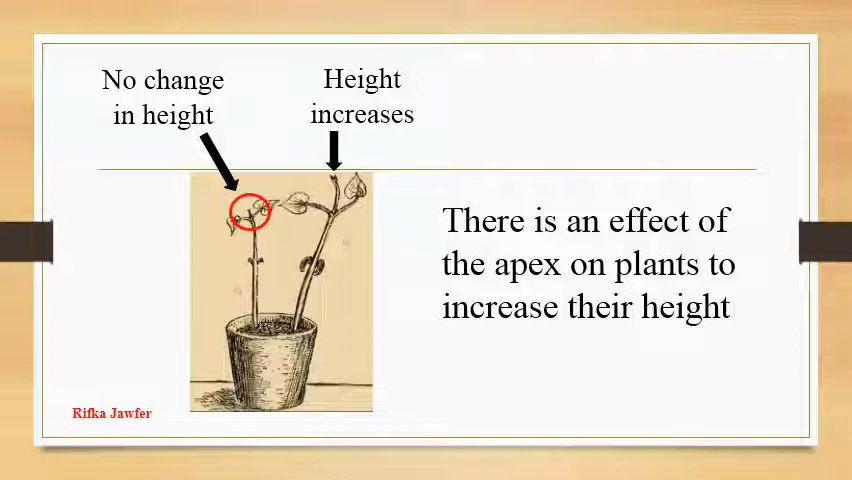 No change
in height
Height
increases
There is an effect of
the apex on plants to
increase their height
Rifka Jawfer